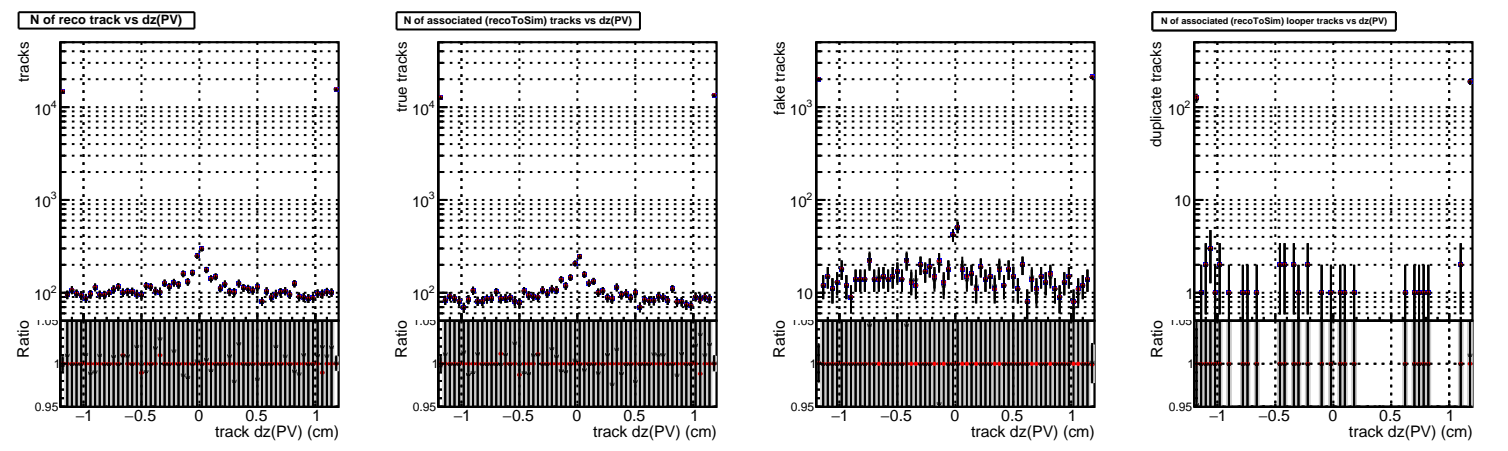 N of reco track vs dz(PV)
tracks
10⁴
10³
10²
Ratio
1.05
1
0.95
−1 −0.5 0 0.5 1
track dz(PV) (cm)
N of associated (recoToSim) tracks vs dz(PV)
true tracks
10⁴
10³
10²
Ratio
1.05
1
0.95
−1 −0.5 0 0.5 1
track dz(PV) (cm)
fake tracks
10³
10²
10
Ratio
1.05
1
0.95
−1 −0.5 0 0.5 1
track dz(PV) (cm)
N of associated (recoToSim) looper tracks vs dz(PV)
duplicate tracks
10²
10
1
Ratio
1.05
1
0.95
−1 −0.5 0 0.5 1
track dz(PV) (cm)